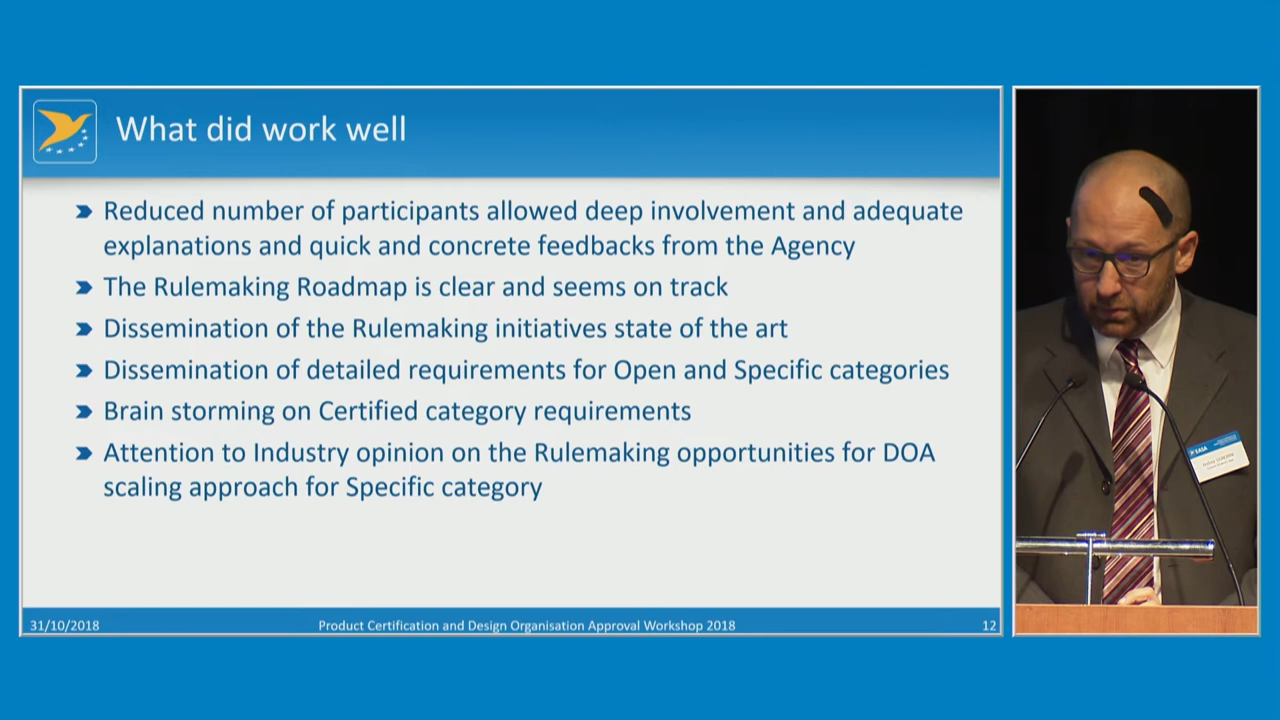 What did work well
Reduced number of participants allowed deep involvement and adequate
explanations and quick and concrete feedbacks from the Agency
The Rulemaking Roadmap is clear and seems on track
Dissemination of the Rulemaking initiatives state of the art
Dissemination of detailed requirements for Open and Specific categories
Brain storming on Certified category requirements
Attention to Industry opinion on the Rulemaking opportunities for DOA
scaling approach for Specific category
31/10/2018
Product Certification and Design Organisation Approval Workshop 2018
12
EASA